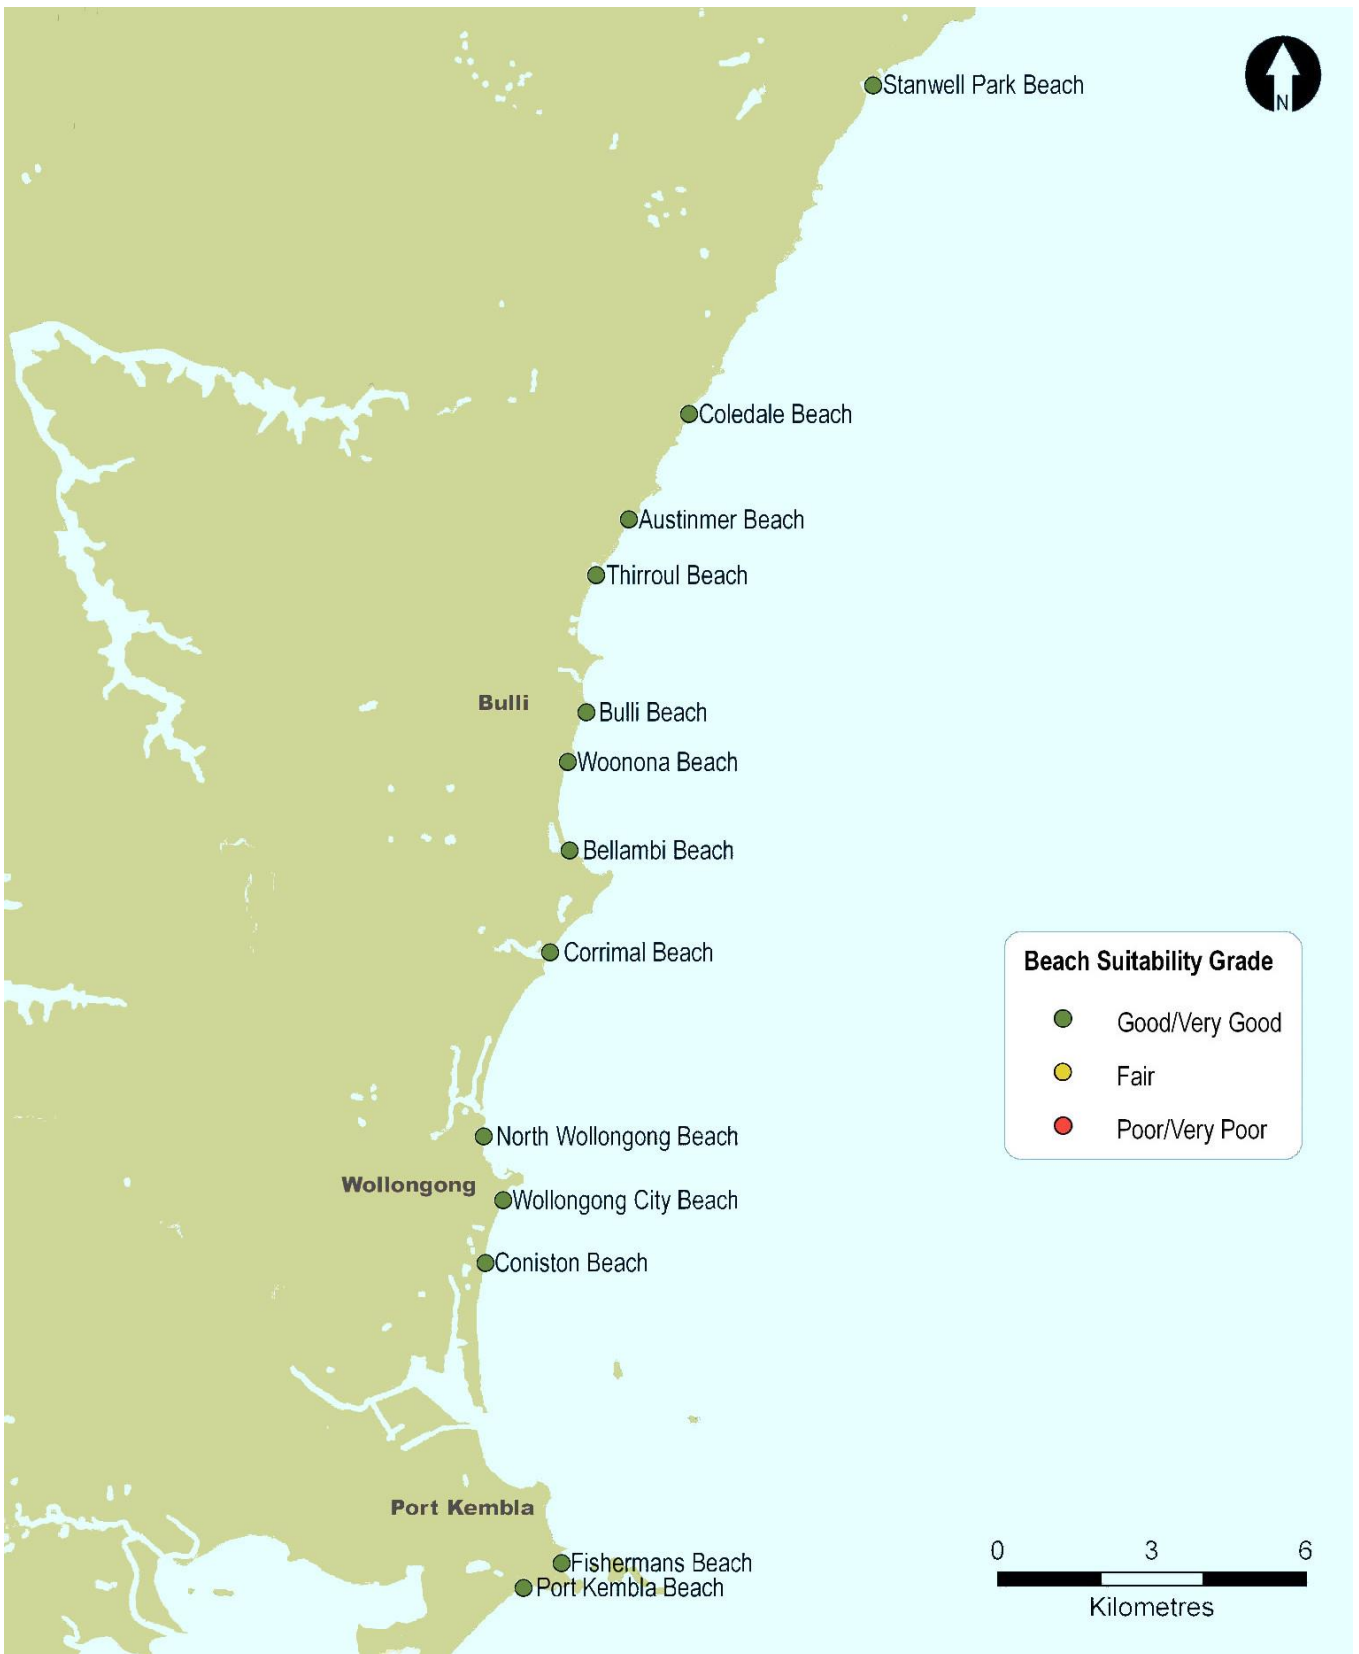 N
Stanwell Park Beach
Coledale Beach
Austinmer Beach
Thirroul Beach
Bulli
Bulli Beach
Woonona Beach
Bellambi Beach
Corrimal Beach
Beach Suitability Grade
Good/Very Good
Fair
Poor/Very Poor
North Wollongong Beach
Wollongong
Wollongong City Beach
Coniston Beach
Port Kembla
Fishermans Beach
Port Kembla Beach
0 3 6
Kilometres